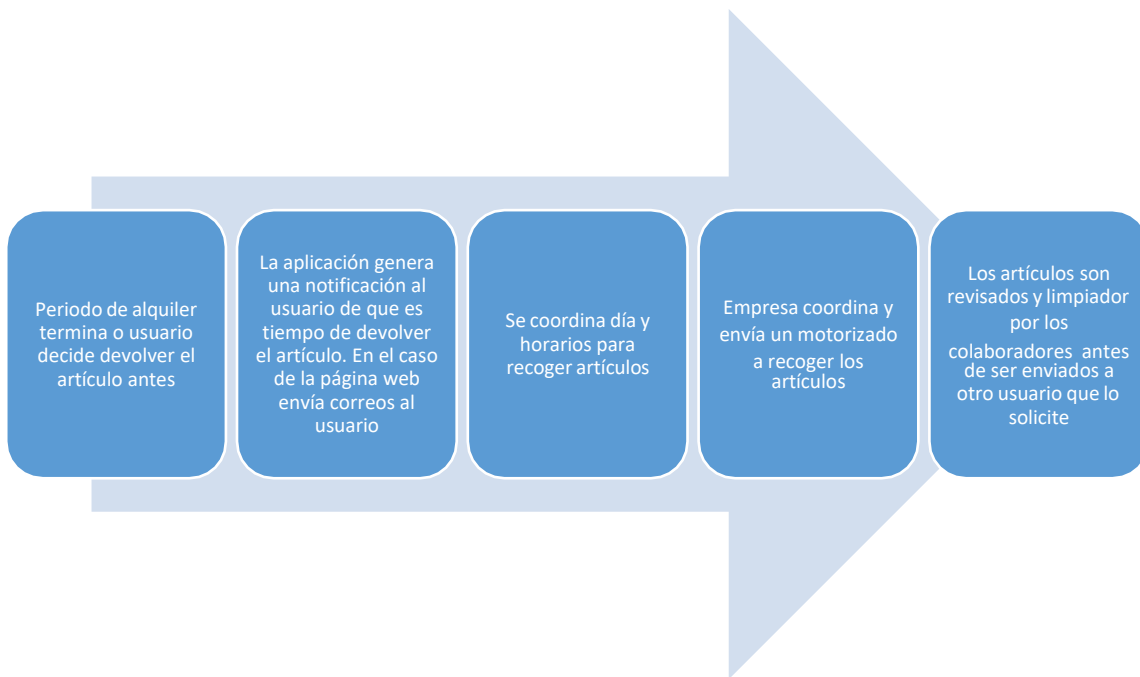 Periodo de alquiler
termina o usuario
decide devolver el
artículo antes
La aplicación genera
una notificación al
usuario de que es
tiempo de devolver
el artículo. En el caso
de la página web
envía correos al
usuario
Se coordina día y
horarios para
recoger artículos
Empresa coordina y
envía un motorizado
a recoger los
artículos
Los artículos son
revisados y limpiador
por los
colaboradores antes
de ser enviados a
otro usuario que lo
solicite